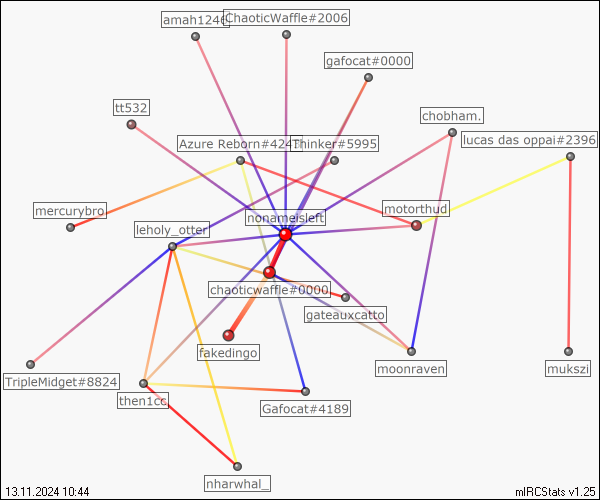 amah1246
ChaoticWaffle#2006
gafocat#0000
tt532
chobham.
Azure Reborn#424
Thinker#5995
lucas das oppai#2396
mercurybro
leholy_otter
nonameisleft
motorthud
chaoticwaffle#0000
gateauxcatto
fakedingo
moonraven
mukszi
TripleMidget#8824
then1cc
Gafocat#4189
nharwhal_
13.11.2024 10:44
mIRCStats v1.25